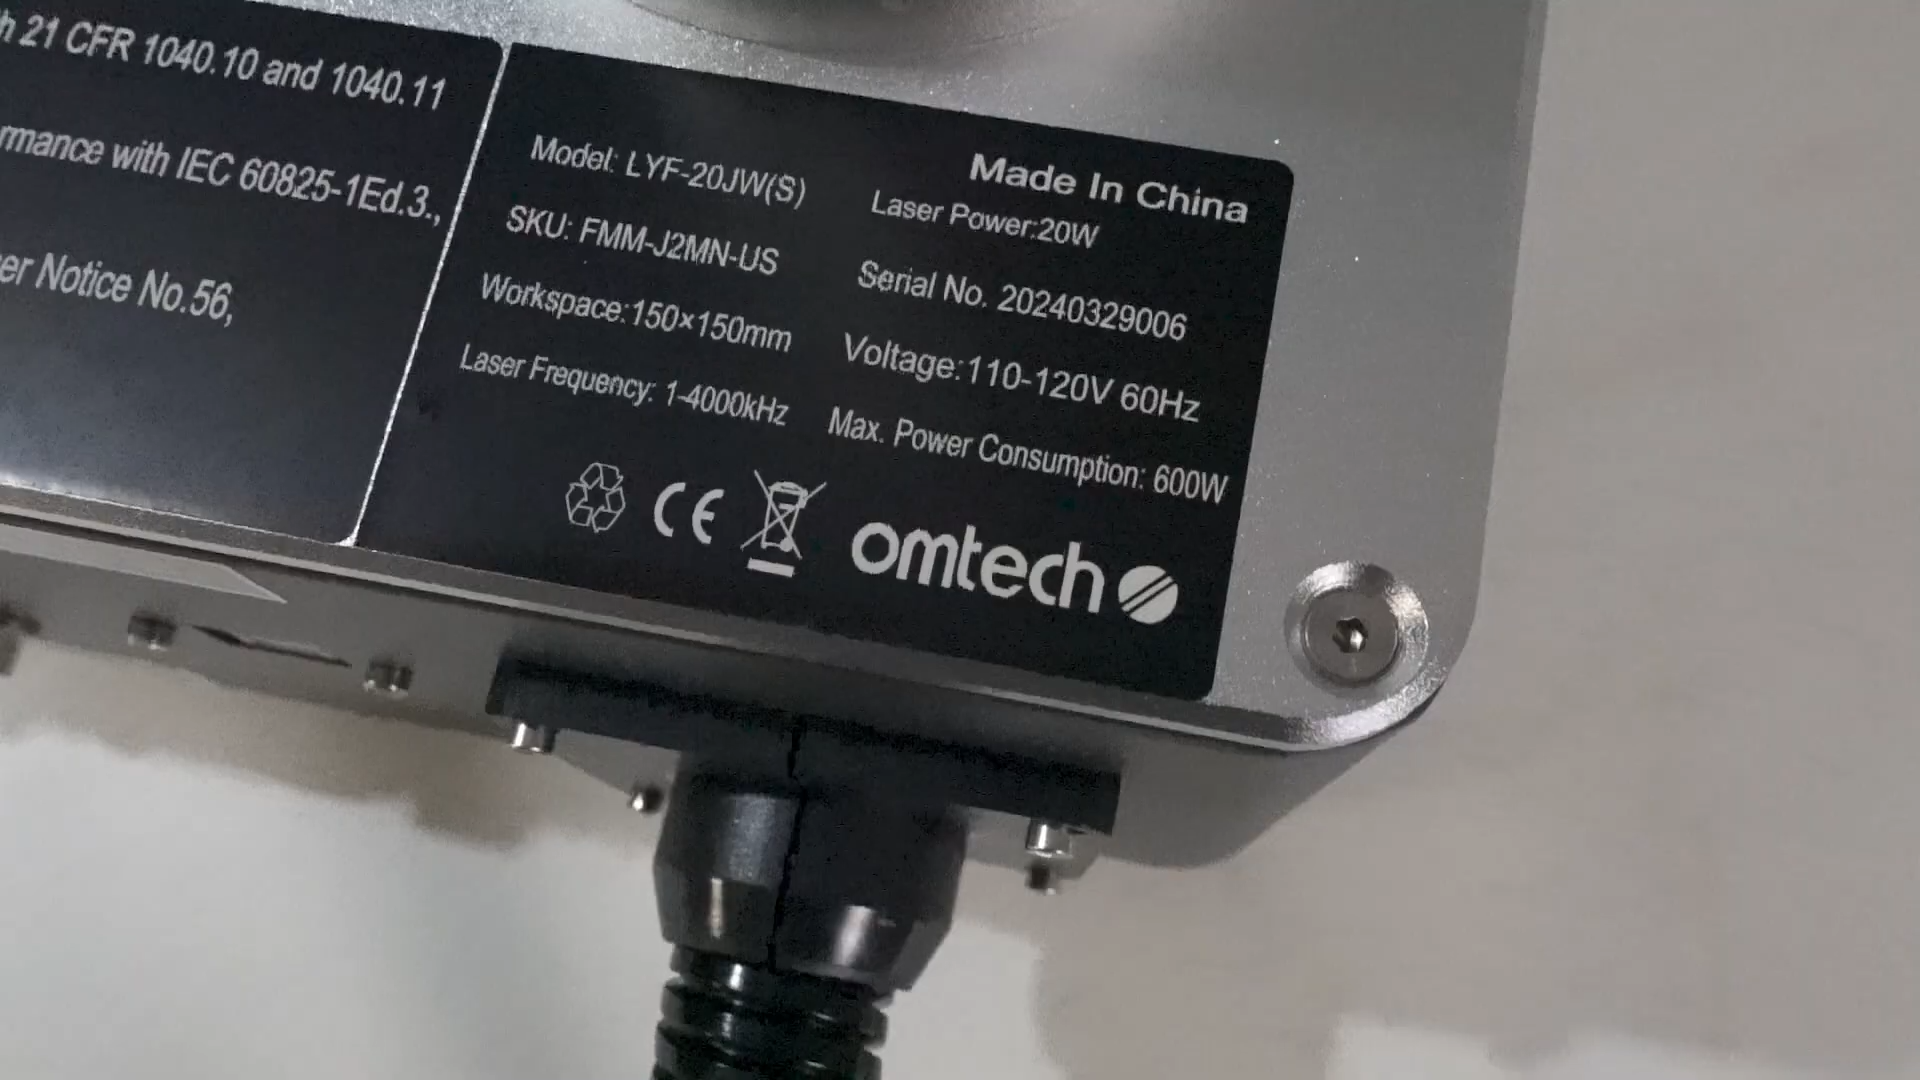 h 21 CFR 1040.10 and 1040.11
rmance with IEC 60825-1Ed.3.,
er Notice No.56,
Made In China
Model: LYF-20JW(S)
Laser Power:20W
SKU: FMM-J2MN-US
Serial No. 20240329006
Workspace:150×150mm
Voltage:110-120V 60Hz
Laser Frequency: 1-4000kHz
Max. Power Consumption: 600W
CE
omtech